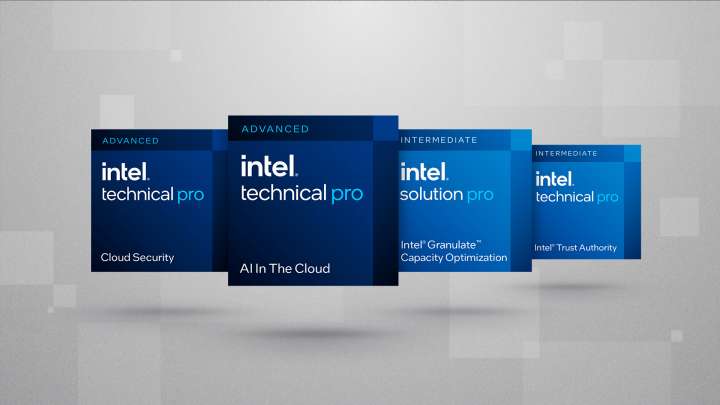 ADVANCED
intel.
technical pro
Cloud Security
ADVANCED
intel.
technical pro
AI In The Cloud
INTERMEDIATE
intel.
solution pro
Intel® Granulate™
Capacity Optimization
INTERMEDIATE
intel.
technical pro
Intel® Trust Authority